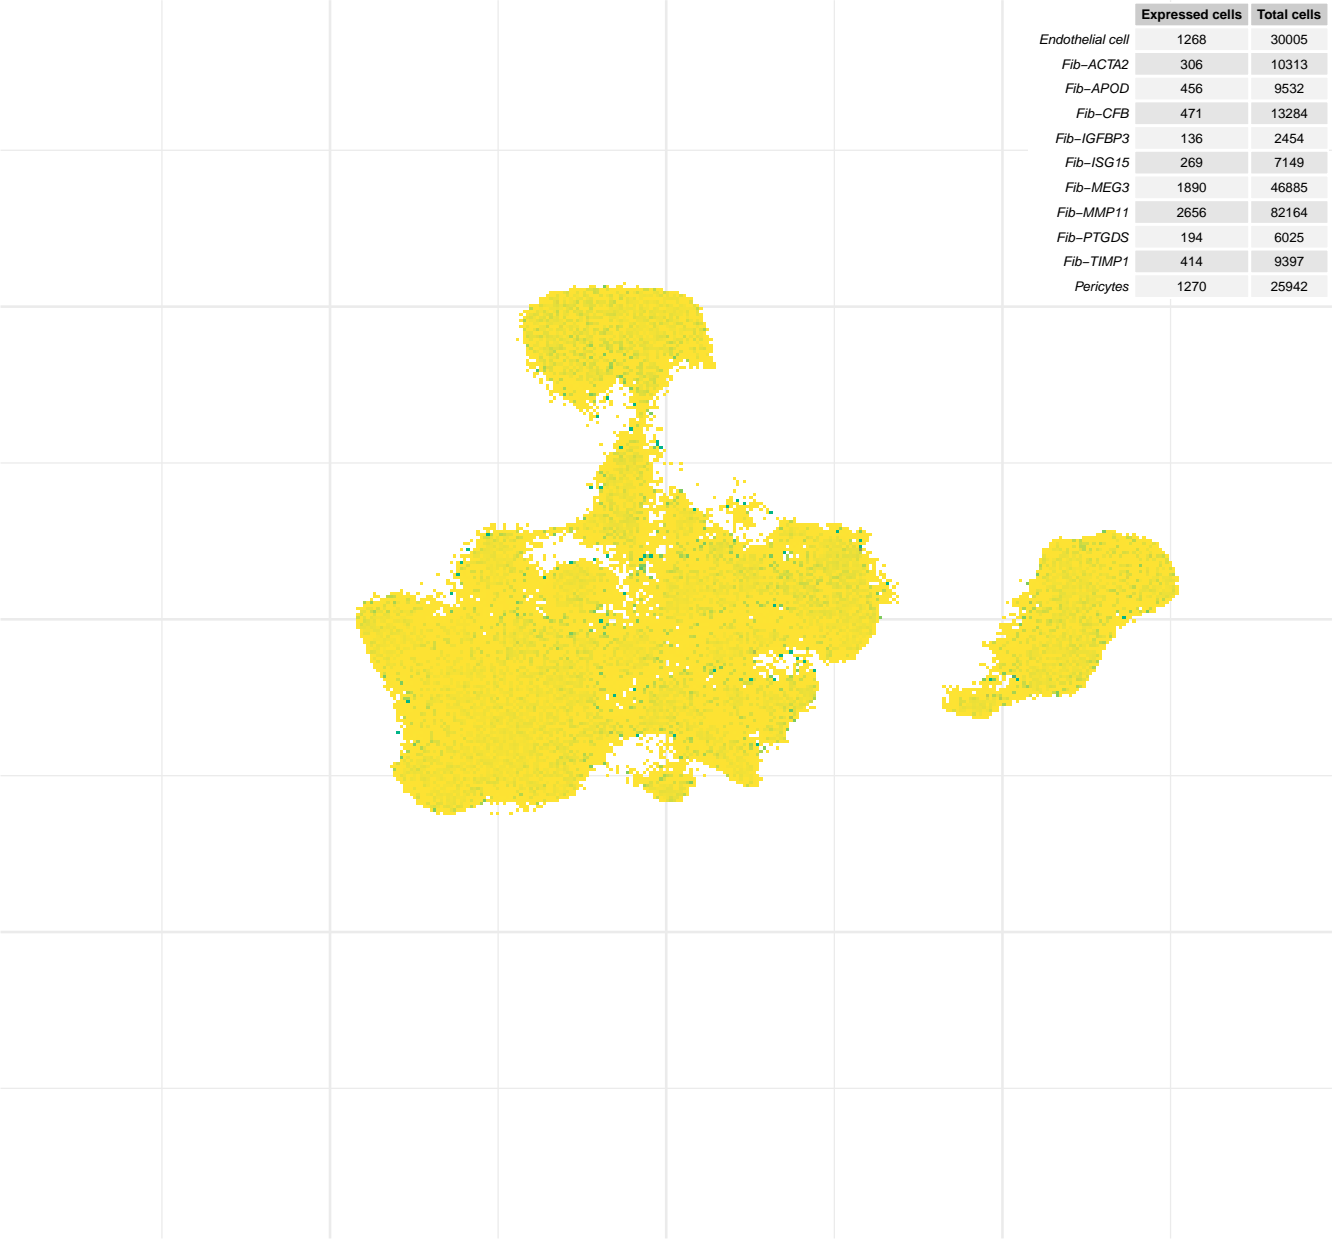 Expressed cells Total cells
Endothelial cell 1268 30005
Fib−ACTA2 306 10313
Fib−APOD 456 9532
Fib−CFB 471 13284
Fib−IGFBP3 136 2454
Fib−ISG15 269 7149
Fib−MEG3 1890 46885
Fib−MMP11 2656 82164
Fib−PTGDS 194 6025
Fib−TIMP1 414 9397
Pericytes 1270 25942